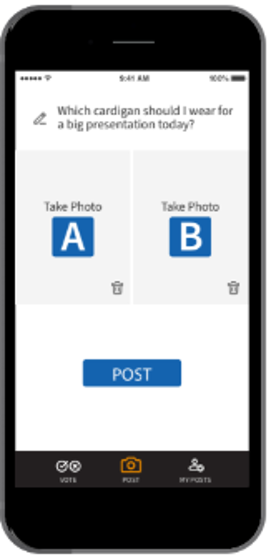 9:41 AM
100%
Which cardigan should I wear for
a big presentation today?
Take Photo
A
Take Photo
B
POST
VOTE
POST
MY POSTS